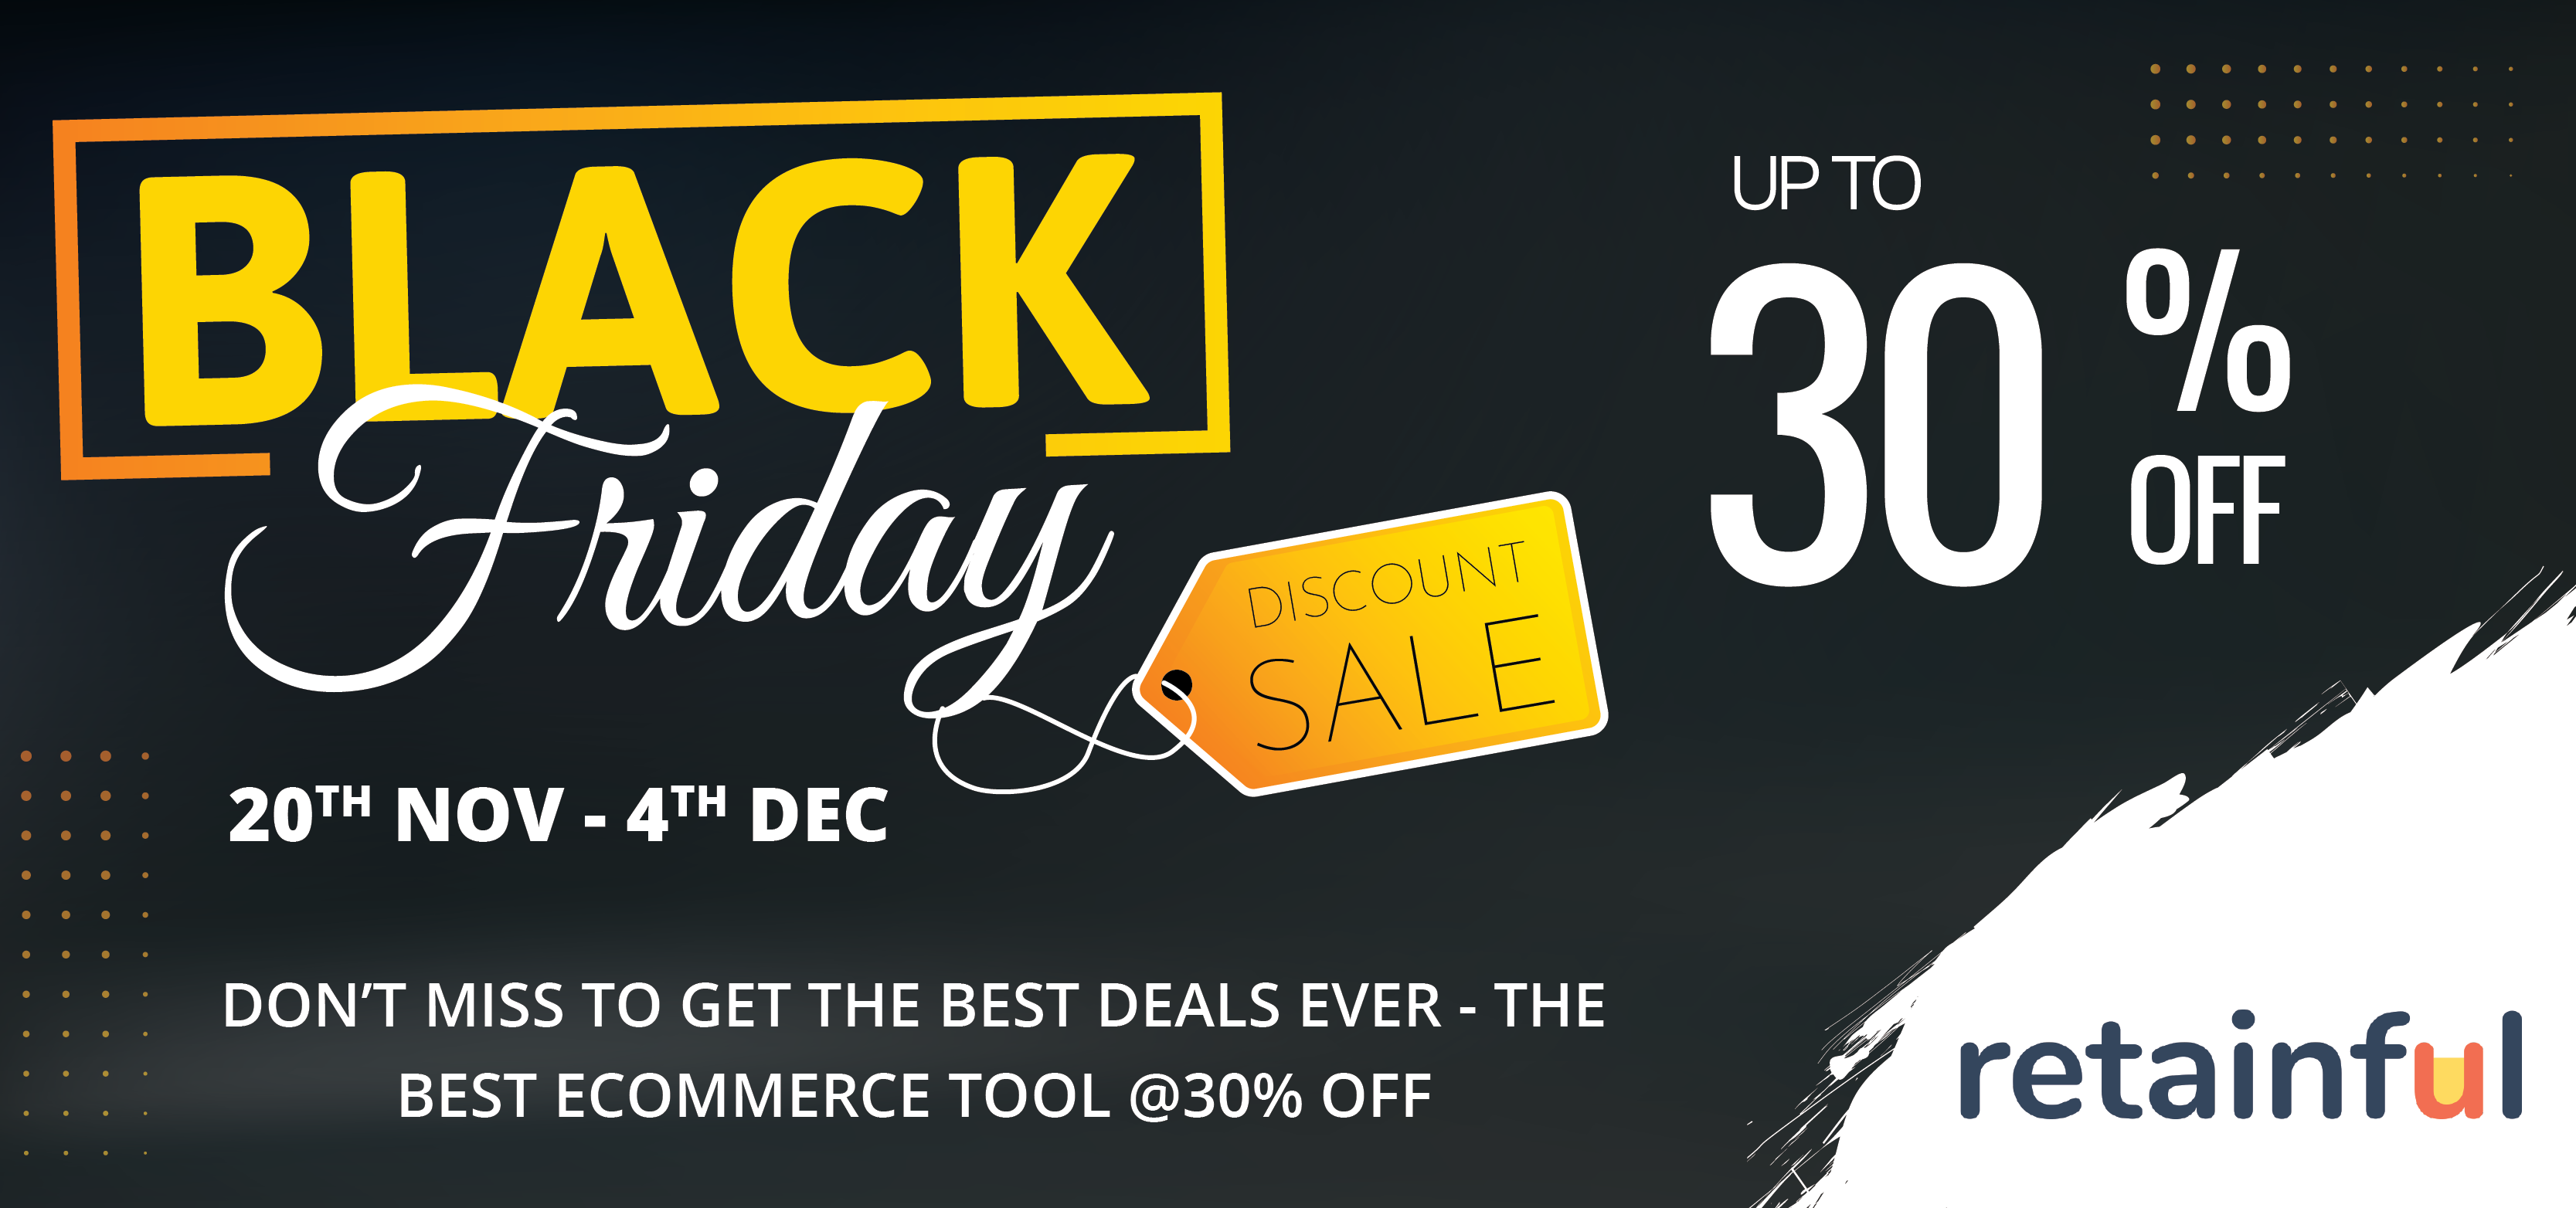 BLACK
Friday
DISCOUNT
SALE
UP TO
30%
OFF
20TH NOV - 4TH DEC
DON’T MISS TO GET THE BEST DEALS EVER - THE
BEST ECOMMERCE TOOL @30% OFF
retainful